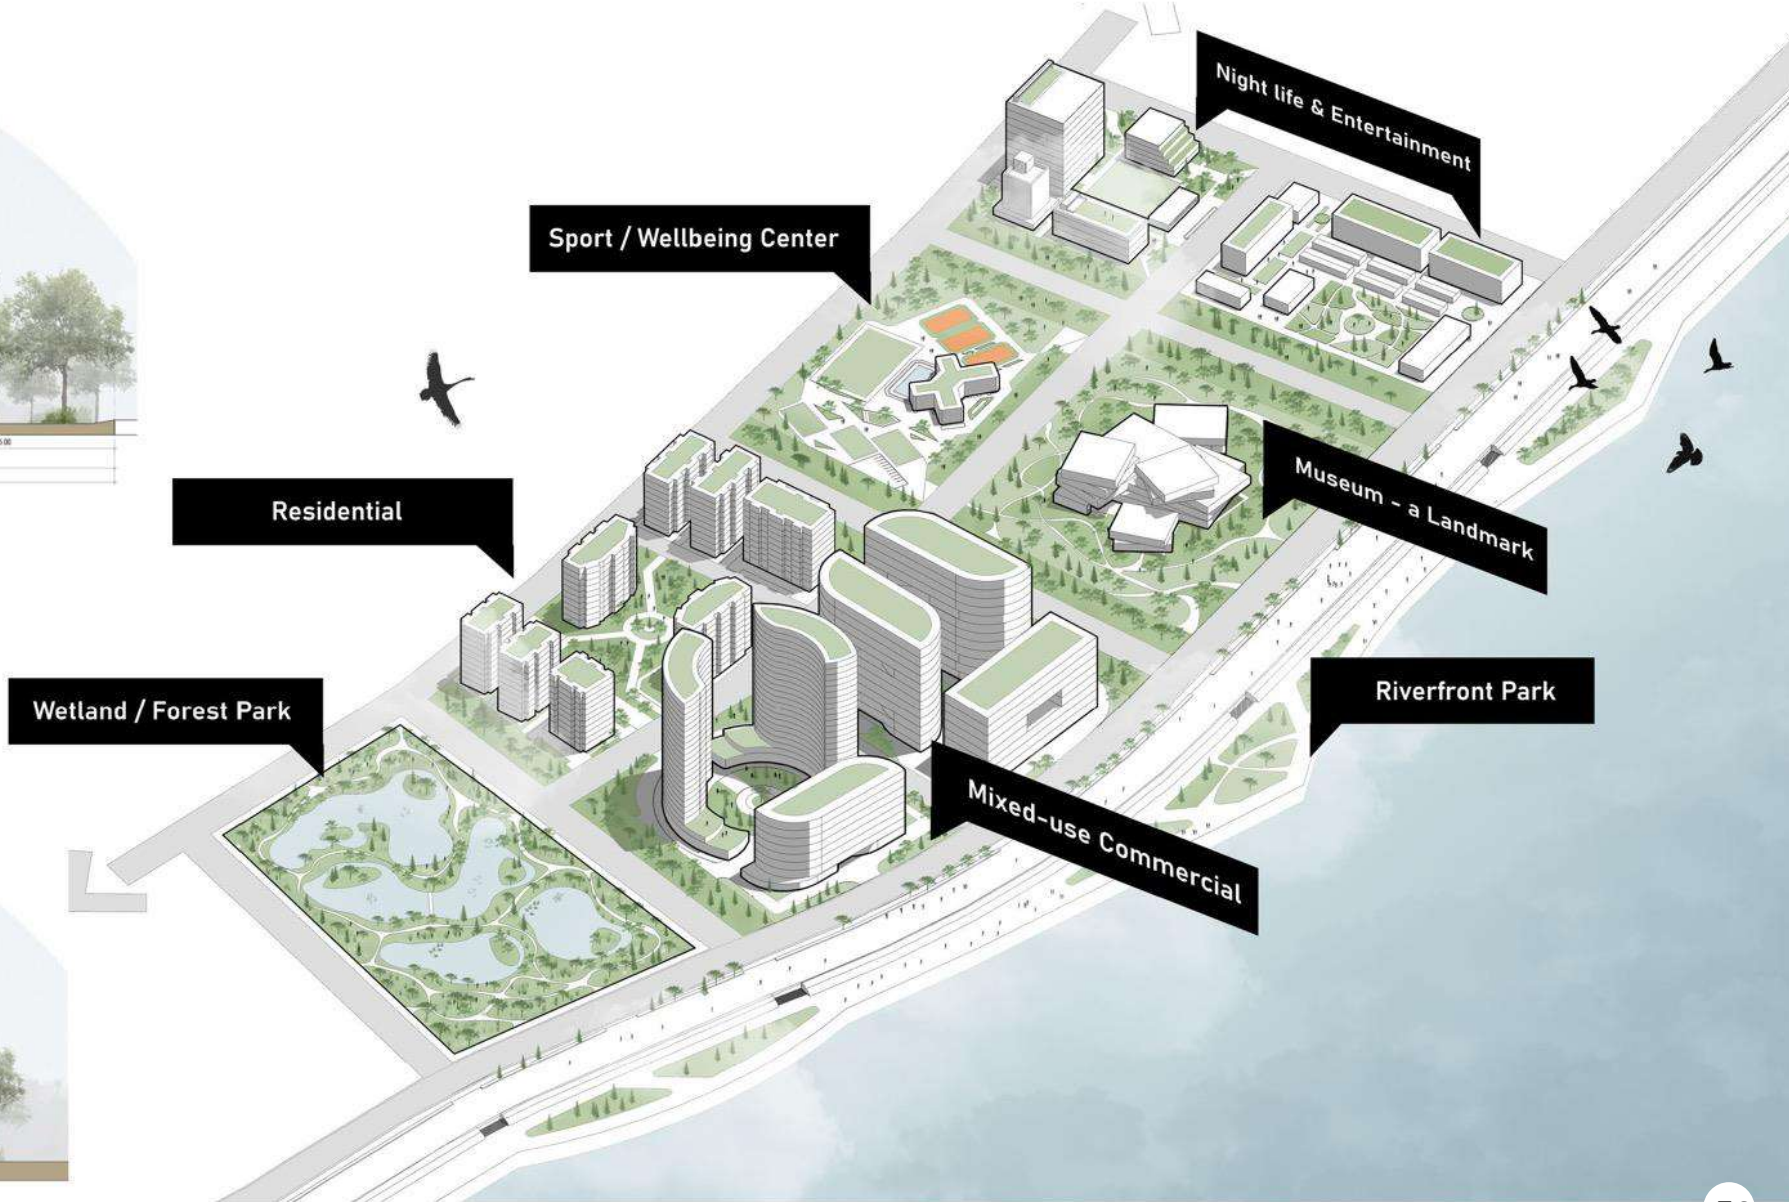 Night life & Entertainment
Sport / Wellbeing Center
Museum - a Landmark
Residential
Wetland / Forest Park
Riverfront Park
Mixed-use Commercial